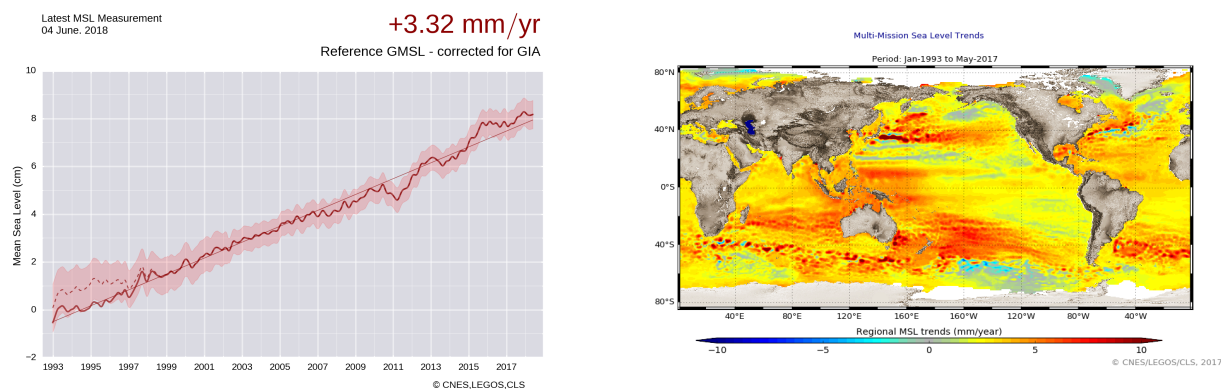 Latest MSL Measurement
04 June. 2018
+3.32 mm/yr
Reference GMSL - corrected for GIA
10
8
6
4
2
0
−2
Mean Sea Level (cm)
1993 1995 1997 1999 2001 2003 2005 2007 2009 2011 2013 2015 2017
© CNES,LEGOS,CLS
Multi-Mission Sea Level Trends
Period: Jan-1993 to May-2017
80°N
40°N
0°S
40°S
80°S
40°E 80°E 120°E 160°E 160°W 120°W 80°W 40°W
Regional MSL trends (mm/year)
−10 −5 0 5 10
© CNES/LEGOS/CLS, 2017